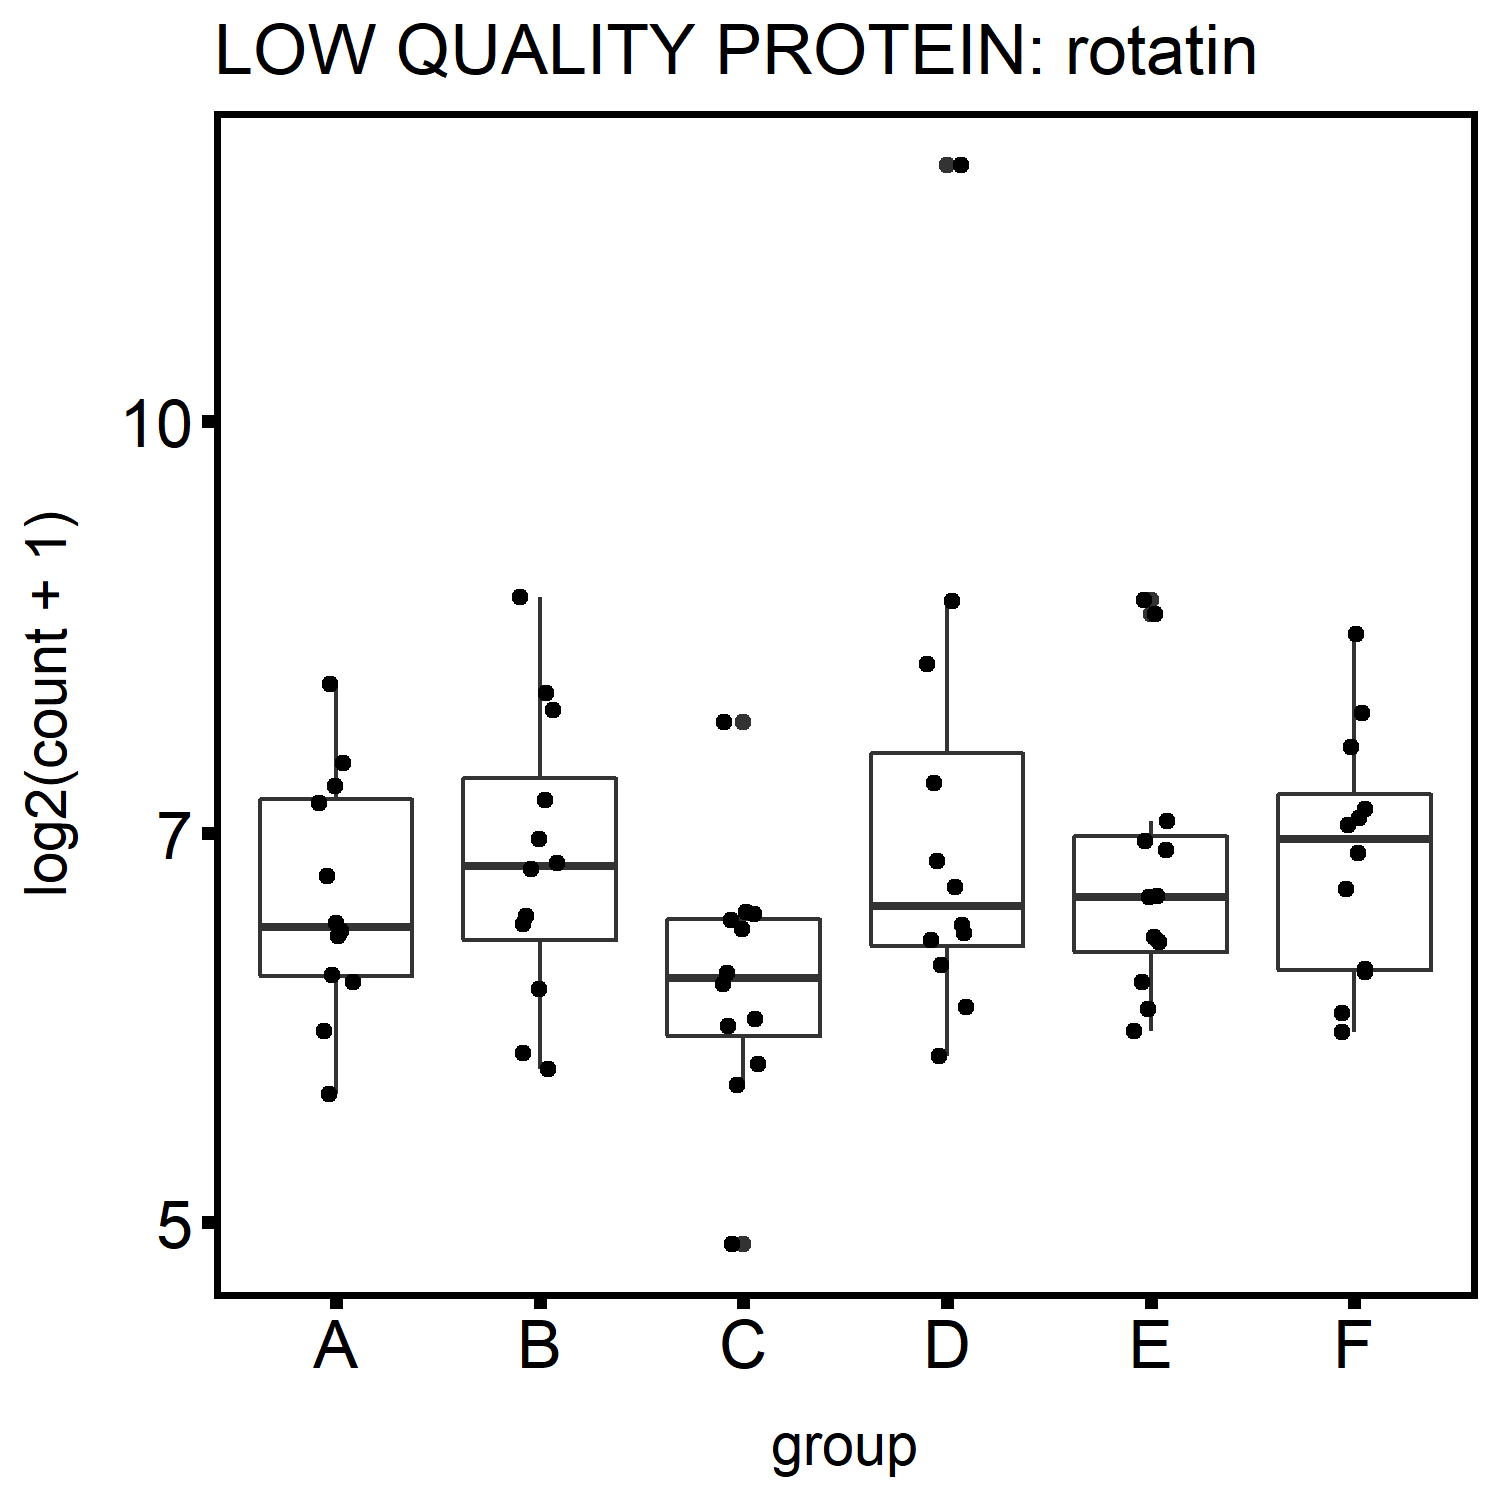 LOW QUALITY PROTEIN: rotatin
log2(count + 1)
10
7
5
A B C D E F
group